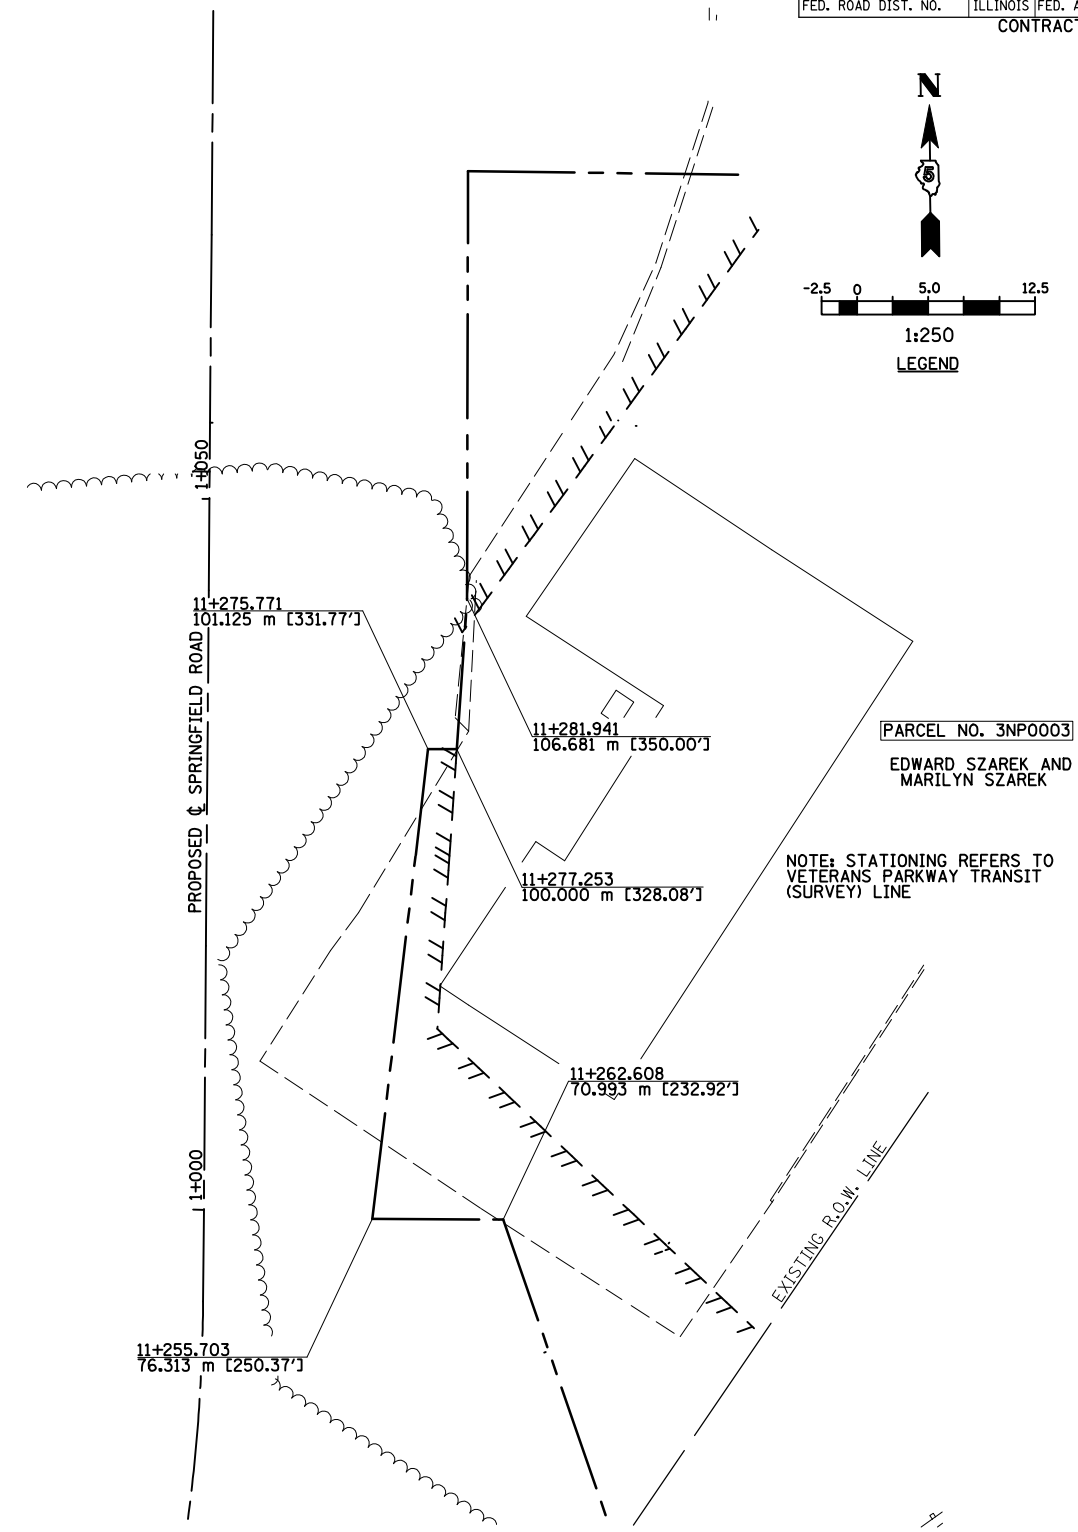 FED. ROAD DIST. NO. ILLINOIS FED. A
CONTRACT
N
5
-2.5 0 5.0 12.5
1:250
LEGEND
1+050
11+275.771
101.125 m [331.77']
PROPOSED ℄ SPRINGFIELD ROAD
11+281.941
106.681 m [350.00']
PARCEL NO. 3NP0003
EDWARD SZAREK AND
MARILYN SZAREK
NOTE: STATIONING REFERS TO
VETERANS PARKWAY TRANSIT
(SURVEY) LINE
11+277.253
100.000 m [328.08']
11+262.608
70.993 m [232.92']
1+000
EXISTING R.O.W. LINE
11+255.703
76.313 m [250.37']